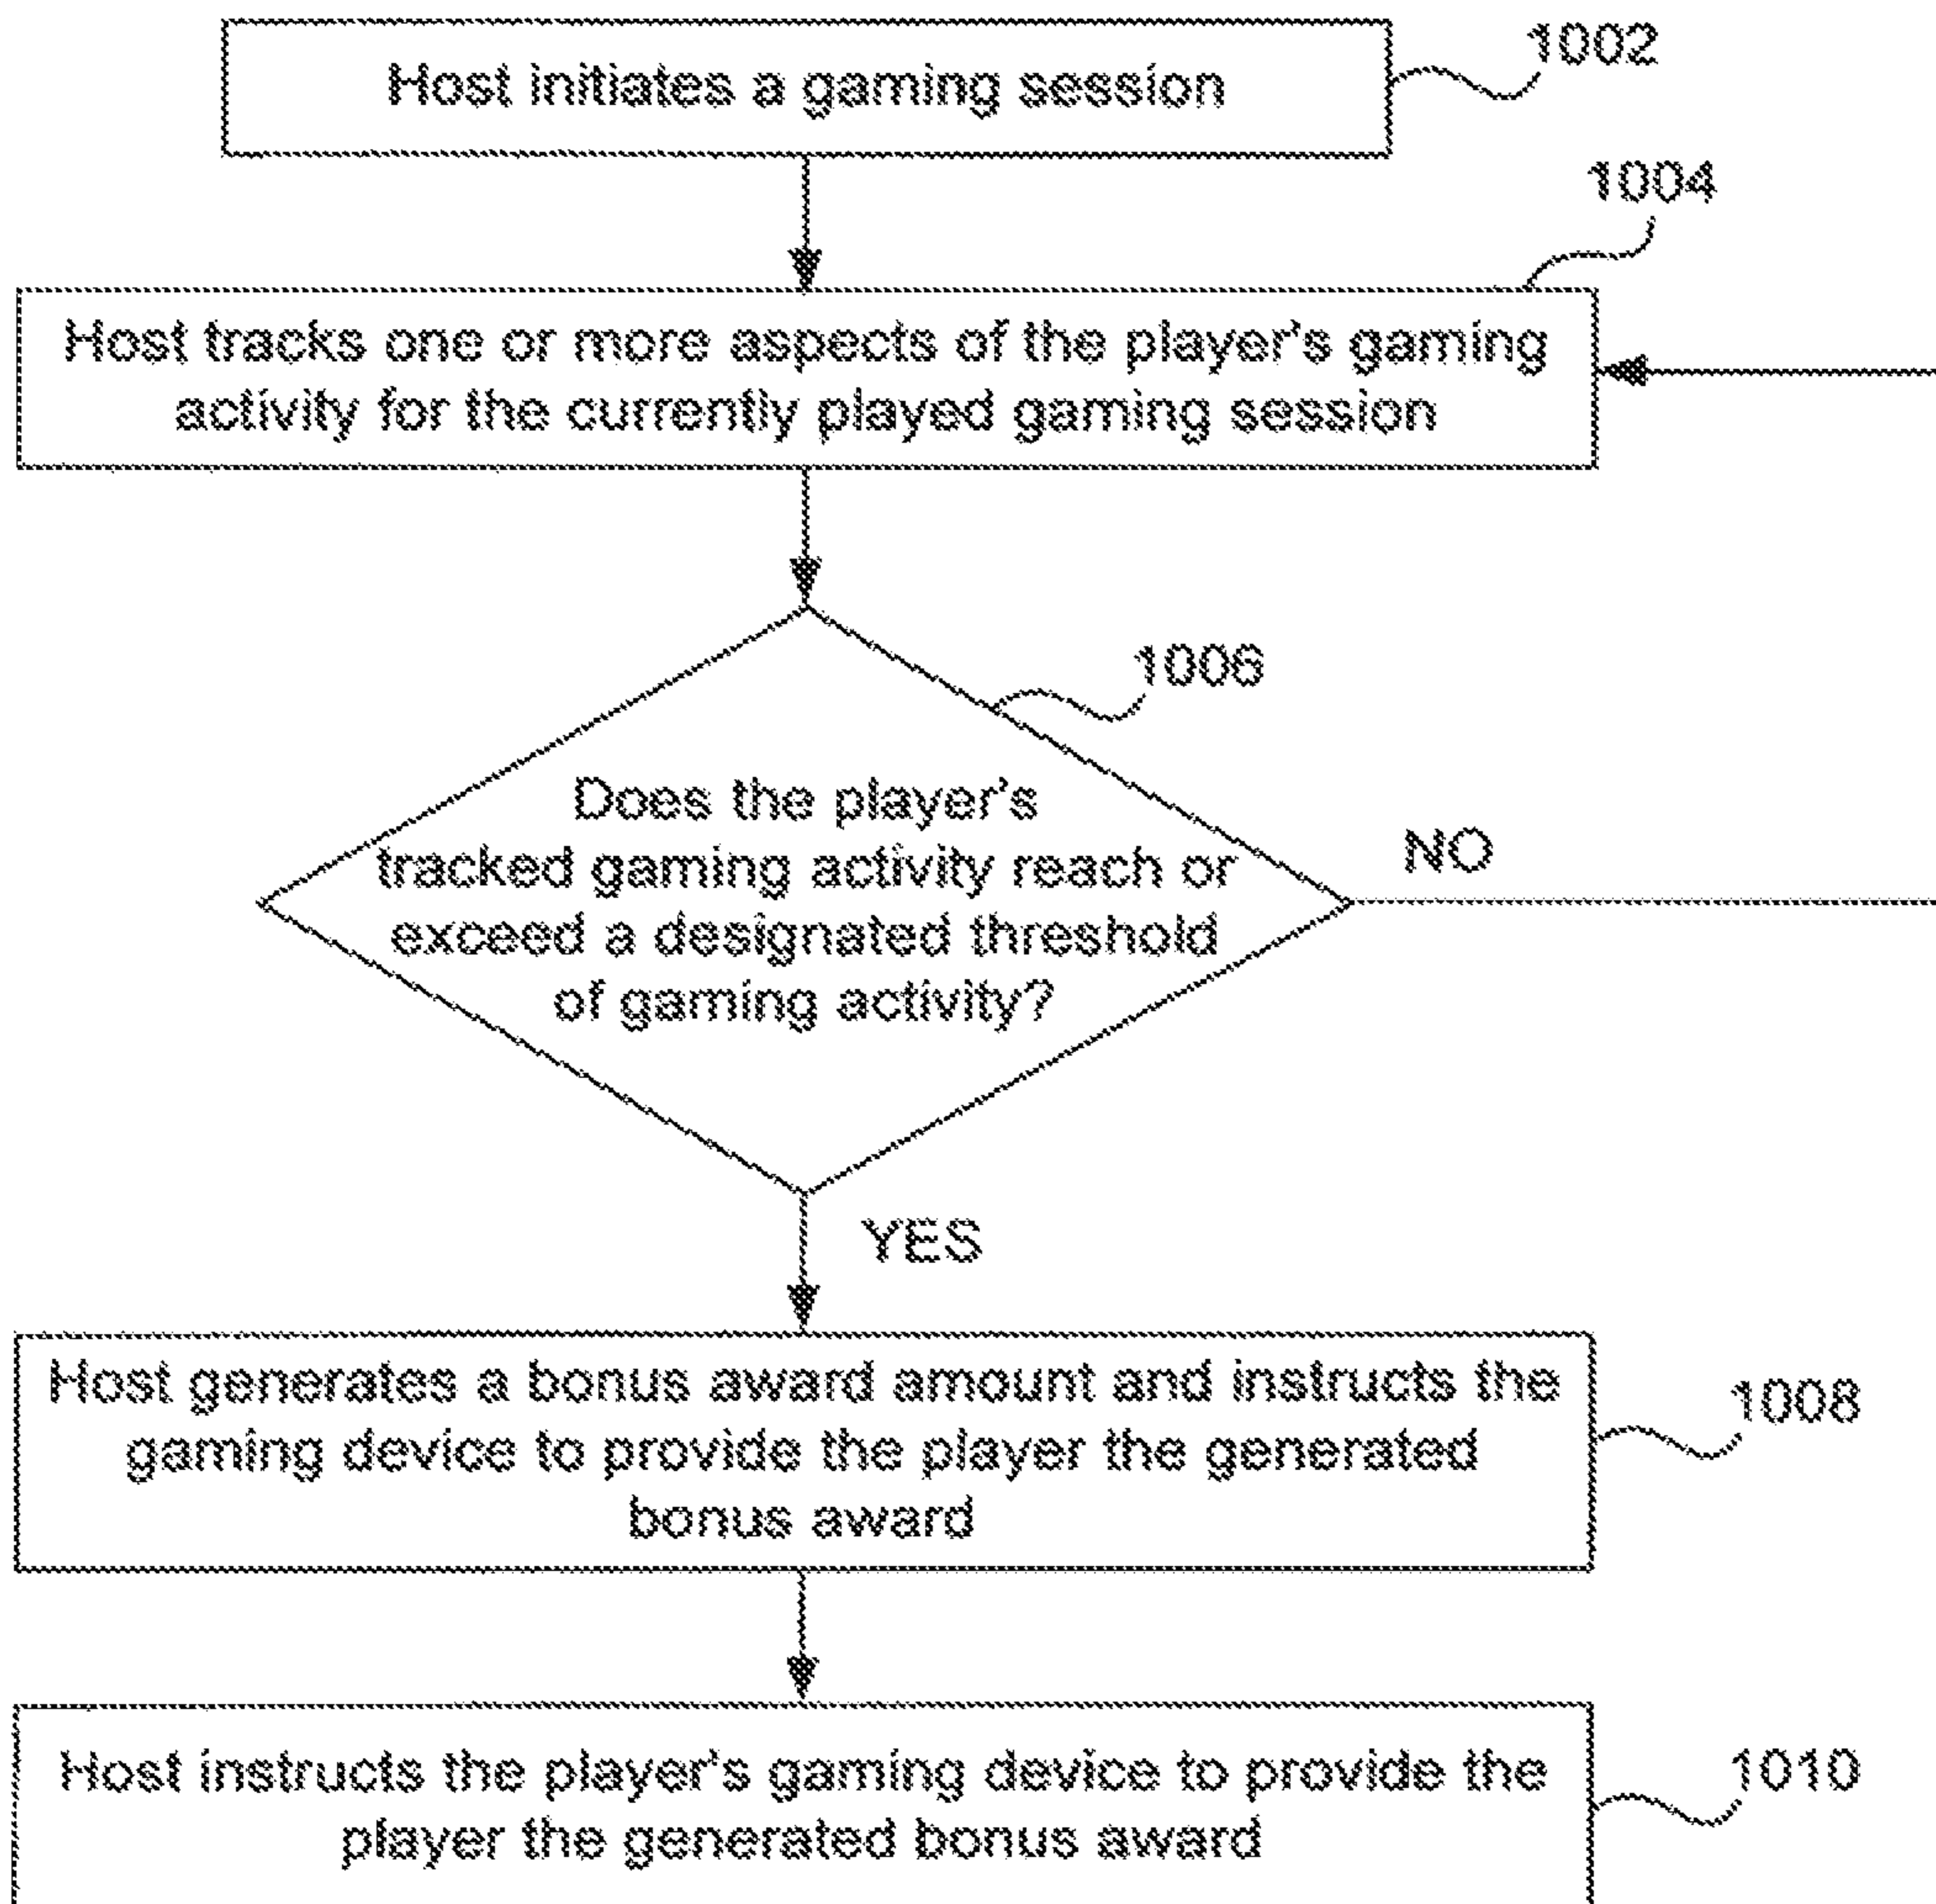 Host initiates a gaming session
1002
1004
Host tracks one or more aspects of the player's gaming
activity for the currently played gaming session
1006
Does the player's
tracked gaming activity reach or
exceed a designated threshold
of gaming activity?
NO
YES
Host generates a bonus award amount and instructs the
gaming device to provide the player the generated
bonus award
1008
Host instructs the player's gaming device to provide the
player the generated bonus award
1010